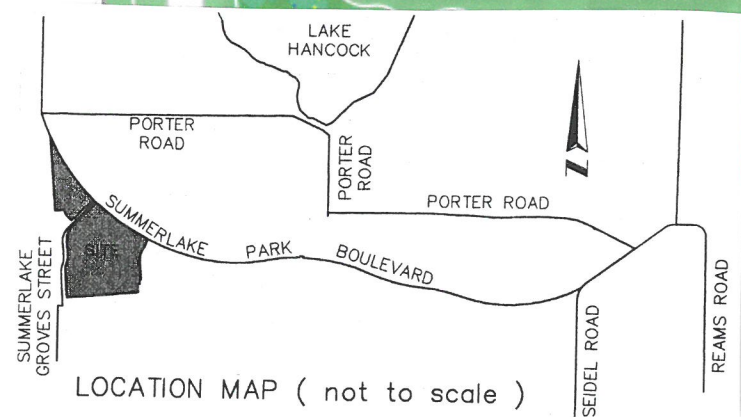 LAKE
HANCOCK
PORTER
ROAD
PORTER
ROAD
PORTER ROAD
N
SUMMERLAKE PARK BOULEVARD
SITE
SUMMERLAKE
GROVES STREET
SEIDEL ROAD
REAMS ROAD
LOCATION MAP ( not to scale )